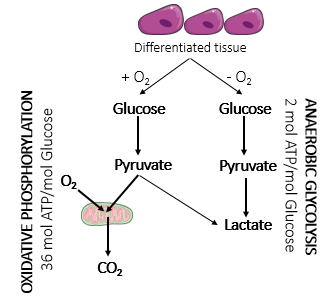 Differentiated tissue
+ O₂
- O₂
Glucose
Glucose
Pyruvate
Pyruvate
O₂
Lactate
CO₂
OXIDATIVE PHOSPHORYLATION
36 mol ATP/mol Glucose
ANAEROBIC GLYCOLYSIS
2 mol ATP/mol Glucose